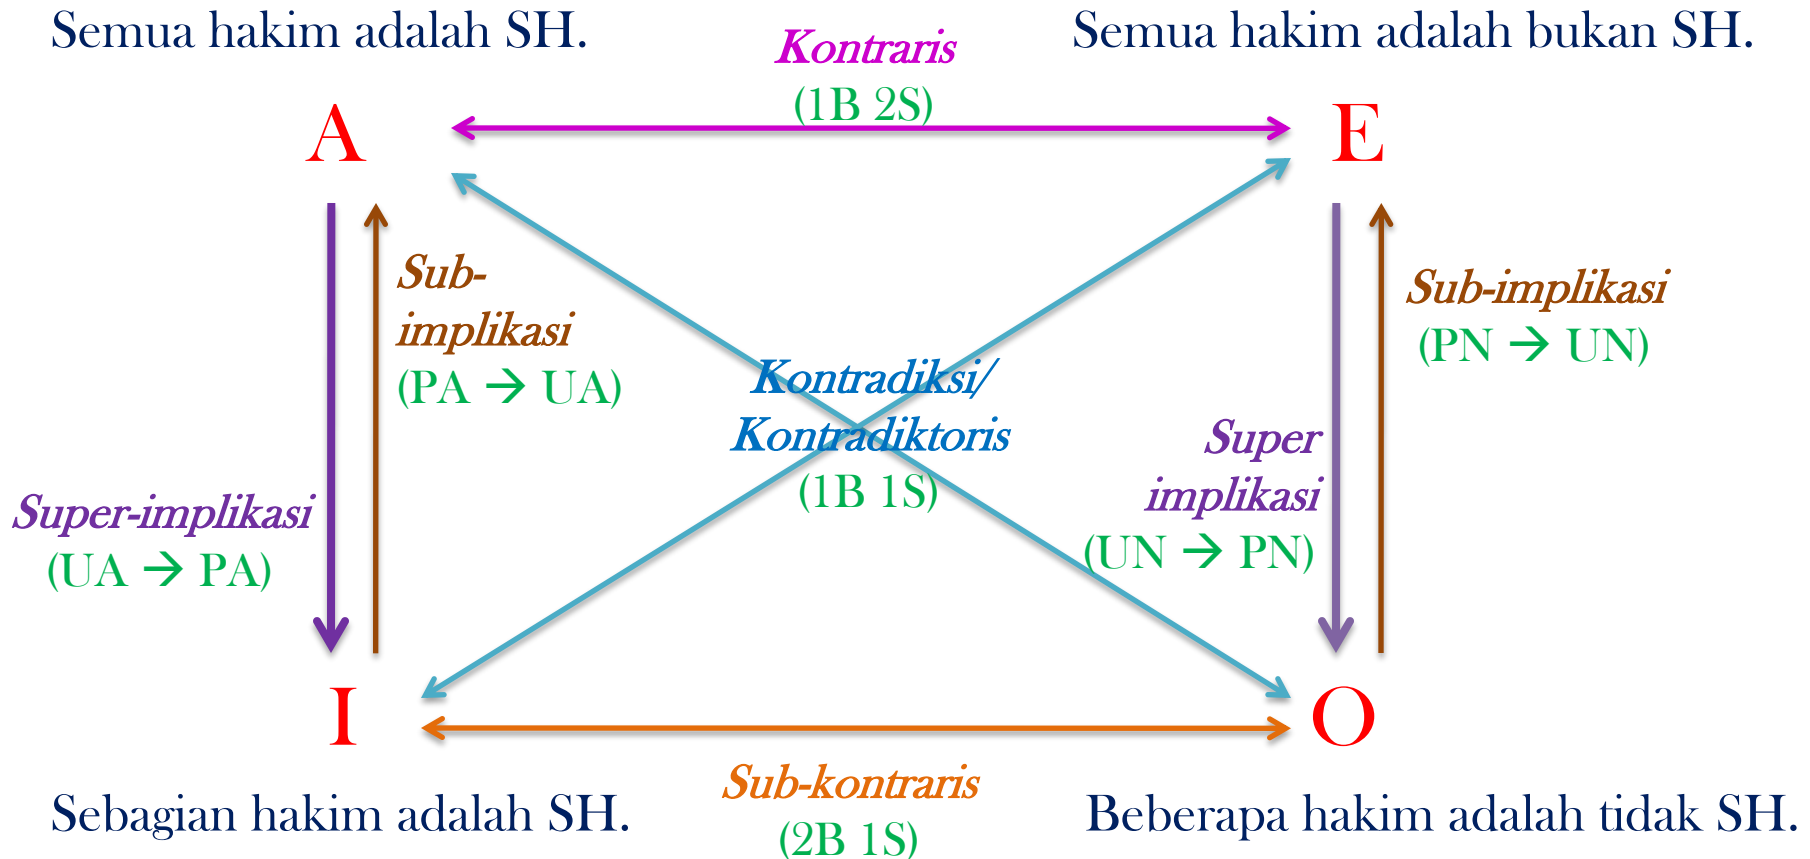 Semua hakim adalah SH.
Kontraris
(1B 2S)
Semua hakim adalah bukan SH.
A
E
Sub-
implikasi
(PA → UA)
Sub-implikasi
(PN → UN)
Kontradiksi/
Kontradiktoris
(1B 1S)
Super
implikasi
(UN → PN)
Super-implikasi
(UA → PA)
I
O
Sub-kontraris
(2B 1S)
Sebagian hakim adalah SH.
Beberapa hakim adalah tidak SH.